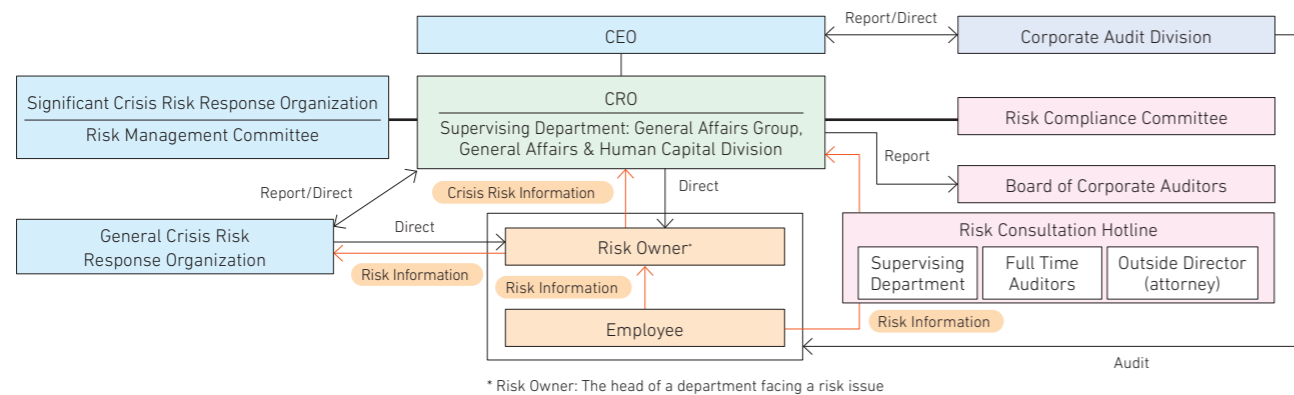 Report/Direct
CEO
Corporate Audit Division
Significant Crisis Risk Response Organization
Risk Management Committee
CRO
Supervising Department: General Affairs Group,
General Affairs & Human Capital Division
Risk Compliance Committee
Report
Board of Corporate Auditors
Report/Direct
Crisis Risk Information
Direct
General Crisis Risk
Response Organization
Direct
Risk Information
Risk Owner*
Risk Information
Employee
Risk Consultation Hotline
Supervising
Department
Full Time
Auditors
Outside Director
(attorney)
Risk Information
Audit
* Risk Owner: The head of a department facing a risk issue